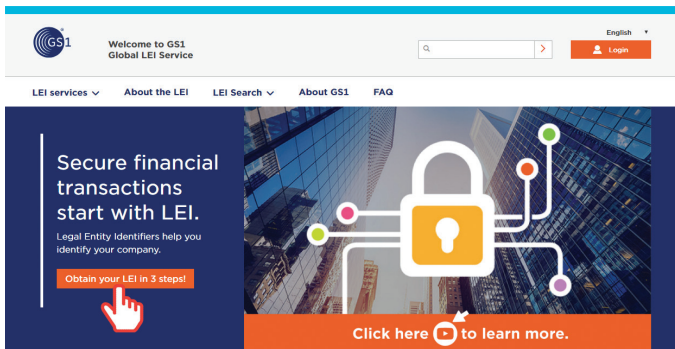 GS1
Welcome to GS1
Global LEI Service
English
Login
LEI services
About the LEI
LEI Search
About GS1
FAQ
Secure financial
transactions
start with LEI.
Legal Entity Identifiers help you
identify your company.
Obtain your LEI in 3 steps!
Click here to learn more.